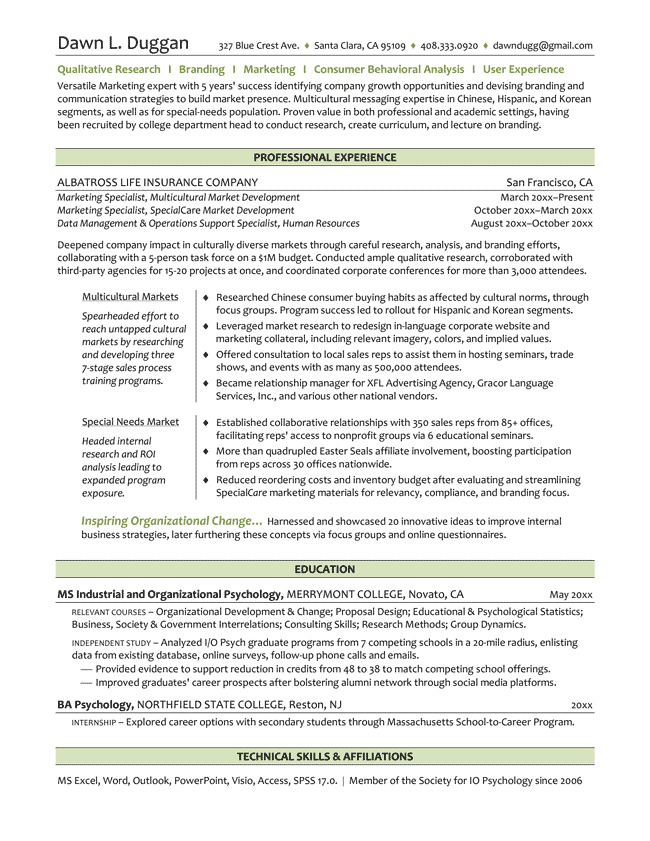 Dawn L. Duggan 327 Blue Crest Ave. ♦ Santa Clara, CA 95109 ♦ 408.333.0920 ♦ dawndugg@gmail.com
Qualitative Research I Branding I Marketing I Consumer Behavioral Analysis I User Experience
Versatile Marketing expert with 5 years' success identifying company growth opportunities and devising branding and
communication strategies to build market presence. Multicultural messaging expertise in Chinese, Hispanic, and Korean
segments, as well as for special-needs population. Proven value in both professional and academic settings, having
been recruited by college department head to conduct research, create curriculum, and lecture on branding.
PROFESSIONAL EXPERIENCE
ALBATROSS LIFE INSURANCE COMPANY San Francisco, CA
Marketing Specialist, Multicultural Market Development March 20xx–Present
Marketing Specialist, SpecialCare Market Development October 20xx–March 20xx
Data Management & Operations Support Specialist, Human Resources August 20xx–October 20xx
Deepened company impact in culturally diverse markets through careful research, analysis, and branding efforts,
collaborating with a 5-person task force on a $1M budget. Conducted ample qualitative research, corroborated with
third-party agencies for 15-20 projects at once, and coordinated corporate conferences for more than 3,000 attendees.
Multicultural Markets
Spearheaded effort to
reach untapped cultural
markets by researching
and developing three
7-stage sales process
training programs.
♦ Researched Chinese consumer buying habits as affected by cultural norms, through
focus groups. Program success led to rollout for Hispanic and Korean segments.
♦ Leveraged market research to redesign in-language corporate website and
marketing collateral, including relevant imagery, colors, and implied values.
♦ Offered consultation to local sales reps to assist them in hosting seminars, trade
shows, and events with as many as 500,000 attendees.
♦ Became relationship manager for XFL Advertising Agency, Gracor Language
Services, Inc., and various other national vendors.
Special Needs Market
Headed internal
research and ROI
analysis leading to
expanded program
exposure.
♦ Established collaborative relationships with 350 sales reps from 85+ offices,
facilitating reps' access to nonprofit groups via 6 educational seminars.
♦ More than quadrupled Easter Seals affiliate involvement, boosting participation
from reps across 30 offices nationwide.
♦ Reduced reordering costs and inventory budget after evaluating and streamlining
SpecialCare marketing materials for relevancy, compliance, and branding focus.
Inspiring Organizational Change... Harnessed and showcased 20 innovative ideas to improve internal
business strategies, later furthering these concepts via focus groups and online questionnaires.
EDUCATION
MS Industrial and Organizational Psychology, MERRYMONT COLLEGE, Novato, CA May 20xx
RELEVANT COURSES – Organizational Development & Change; Proposal Design; Educational & Psychological Statistics;
Business, Society & Government Interrelations; Consulting Skills; Research Methods; Group Dynamics.
INDEPENDENT STUDY – Analyzed I/O Psych graduate programs from 7 competing schools in a 20-mile radius, enlisting
data from existing database, online surveys, follow-up phone calls and emails.
— Provided evidence to support reduction in credits from 48 to 38 to match competing school offerings.
— Improved graduates' career prospects after bolstering alumni network through social media platforms.
BA Psychology, NORTHFIELD STATE COLLEGE, Reston, NJ 20xx
INTERNSHIP – Explored career options with secondary students through Massachusetts School-to-Career Program.
TECHNICAL SKILLS & AFFILIATIONS
MS Excel, Word, Outlook, PowerPoint, Visio, Access, SPSS 17.0. | Member of the Society for IO Psychology since 2006